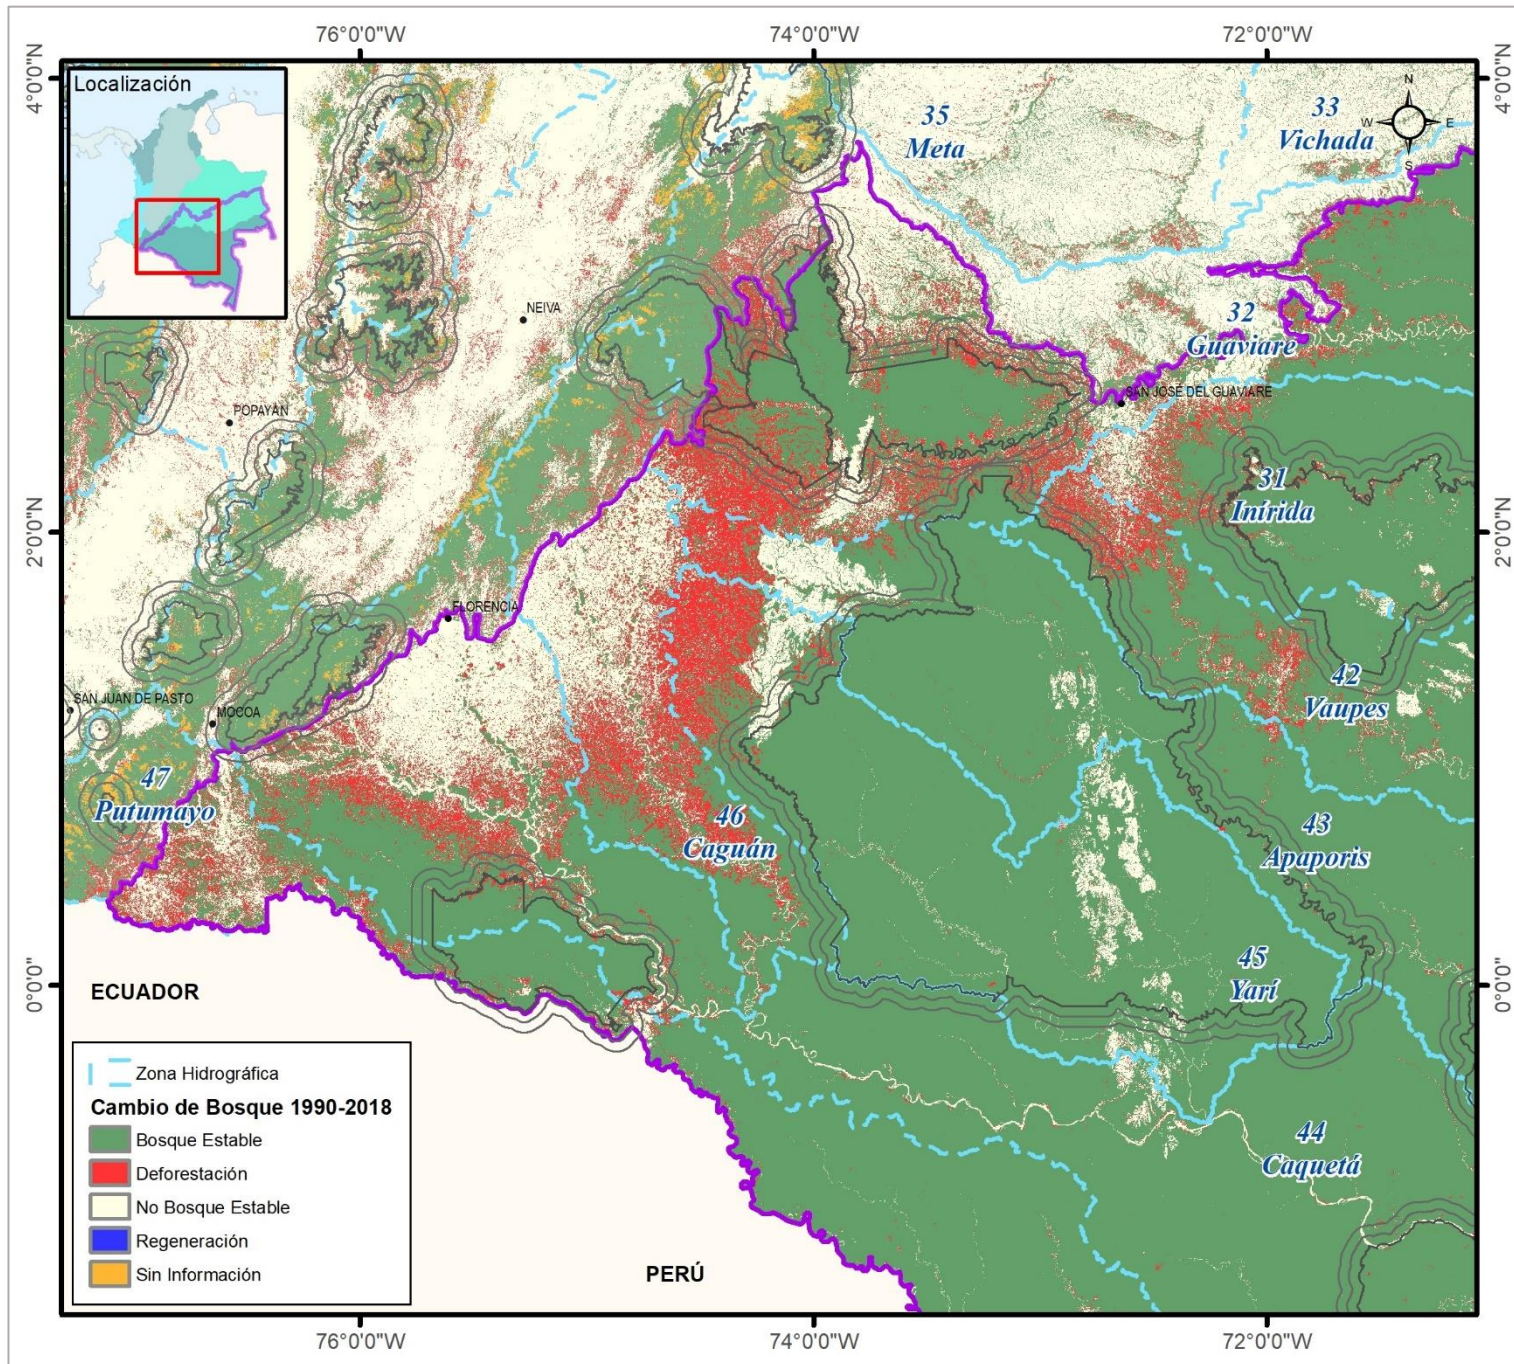 76°0'0"W
74°0'0"W
72°0'0"W
4°0'0"N
4°0'0"N
Localización
35
Meta
33
Vichada
N
W
E
S
NEIVA
32
Guaviare
SAN JOSÉ DEL GUAVIARE
POPAYÁN
31
Inírida
2°0'0"N
2°0'0"N
FLORENCIA
SAN JUAN DE PASTO
MOCOA
42
Vaupes
47
Putumayo
46
Caguán
43
Apaporis
45
Yarí
0°0'0"
0°0'0"
ECUADOR
44
Caquetá
PERÚ
Zona Hidrográfica
Cambio de Bosque 1990-2018
Bosque Estable
Deforestación
No Bosque Estable
Regeneración
Sin Información
76°0'0"W
74°0'0"W
72°0'0"W